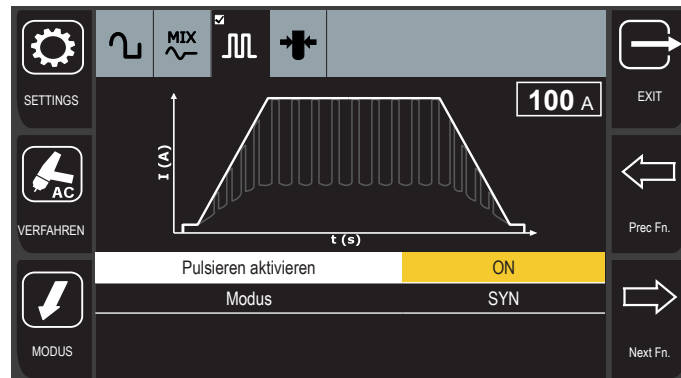 MIX
SETTINGS
EXIT
100 A
I (A)
AC
VERFAHREN
Prec Fn.
t (s)
Pulsieren aktivieren ON
Modus SYN
MODUS
Next Fn.